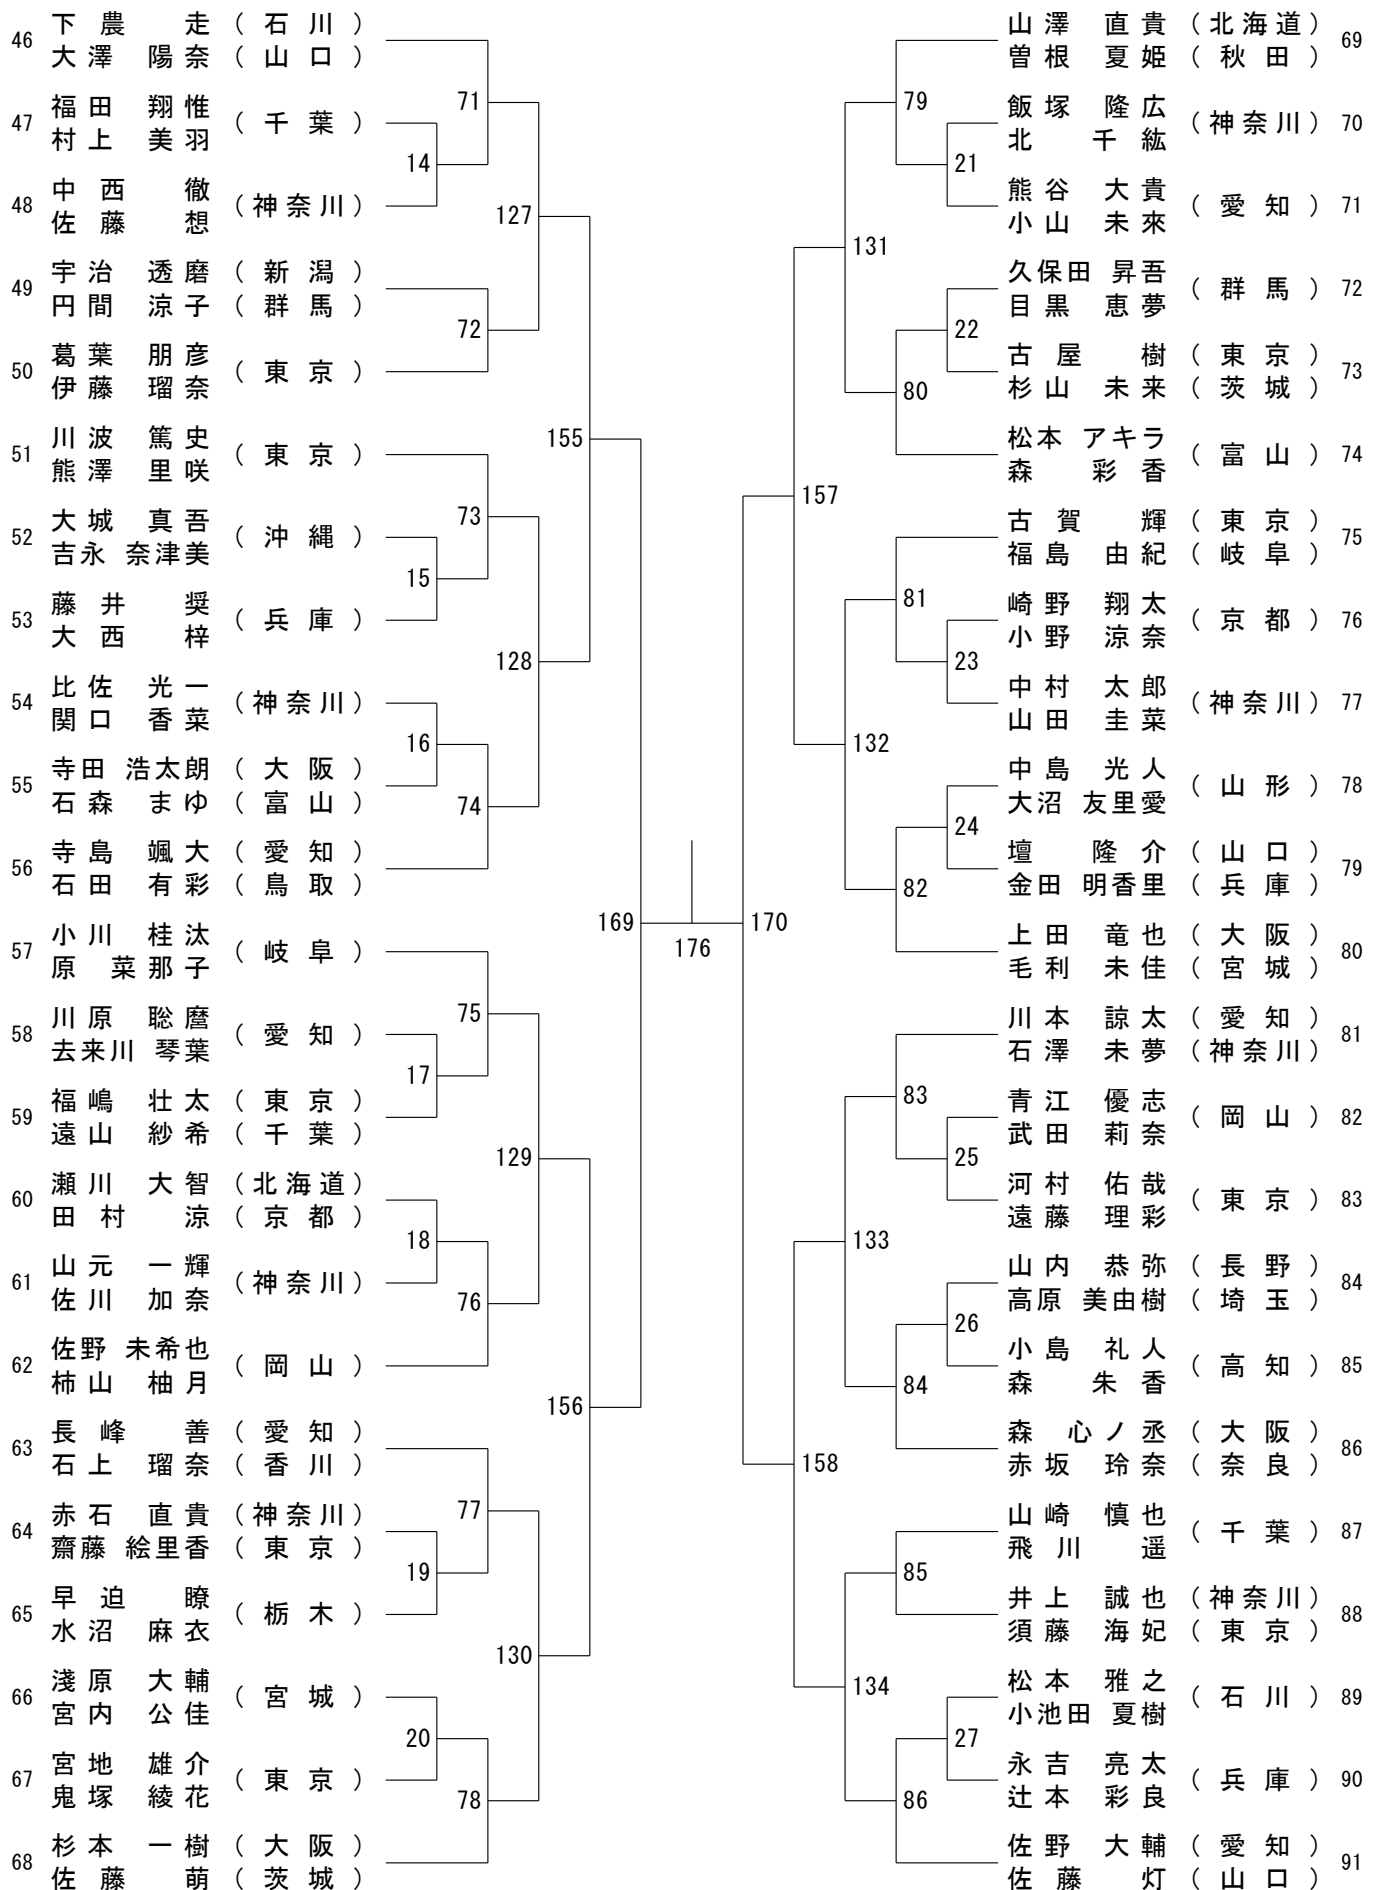 46 下農 走 (石川)
大澤 陽奈 (山口)
47 福田 翔惟 (千葉)
村上 美羽
48 中西 徹 (神奈川)
佐藤 想
49 宇治 透磨 (新潟)
円間 涼子 (群馬)
50 葛葉 朋彦 (東京)
伊藤 瑠奈
51 川波 篤史 (東京)
熊澤 里咲
52 大城 真吾 (沖縄)
吉永 奈津美
53 藤井 奨 (兵庫)
大西 梓
54 比佐 光一 (神奈川)
関口 香菜
55 寺田 浩太朗 (大阪)
石森 まゆ (富山)
56 寺島 颯大 (愛知)
石田 有彩 (鳥取)
57 小川 桂汰 (岐阜)
原 菜那子
58 川原 聡麿 (愛知)
去来川 琴葉
59 福嶋 壮太 (東京)
遠山 紗希 (千葉)
60 瀬川 大智 (北海道)
田村 涼 (京都)
61 山元 一輝 (神奈川)
佐川 加奈
62 佐野 未希也 (岡山)
柿山 柚月
63 長峰 善 (愛知)
石上 瑠奈 (香川)
64 赤石 直貴 (神奈川)
齋藤 絵里香 (東京)
65 早迫 瞭 (栃木)
水沼 麻衣
66 淺原 大輔 (宮城)
宮内 公佳
67 宮地 雄介 (東京)
鬼塚 綾花
68 杉本 一樹 (大阪)
佐藤 萌 (茨城)
71
14
127
72
155
73
15
128
16
74
169
75
17
129
18
76
156
77
19
130
20
78
176
170
79
21
131
22
80
157
81
23
132
24
82
83
25
133
26
84
158
85
134
27
86
山澤 直貴 (北海道) 69
曽根 夏姫 (秋田)
飯塚 隆広 (神奈川) 70
北 千紘
熊谷 大貴 (愛知) 71
小山 未來
久保田 昇吾 (群馬) 72
目黒 恵夢
古屋 樹 (東京) 73
杉山 未来 (茨城)
松本 アキラ (富山) 74
森 彩香
古賀 輝 (東京) 75
福島 由紀 (岐阜)
崎野 翔太 (京都) 76
小野 涼奈
中村 太郎 (神奈川) 77
山田 圭菜
中島 光人 (山形) 78
大沼 友里愛
壇 隆介 (山口) 79
金田 明香里 (兵庫)
上田 竜也 (大阪) 80
毛利 未佳 (宮城)
川本 諒太 (愛知) 81
石澤 未夢 (神奈川)
青江 優志 (岡山) 82
武田 莉奈
河村 佑哉 (東京) 83
遠藤 理彩
山内 恭弥 (長野) 84
高原 美由樹 (埼玉)
小島 礼人 (高知) 85
森 朱香
森 心ノ丞 (大阪) 86
赤坂 玲奈 (奈良)
山崎 慎也 (千葉) 87
飛川 遥
井上 誠也 (神奈川) 88
須藤 海妃 (東京)
松本 雅之 (石川) 89
小池田 夏樹
永吉 亮太 (兵庫) 90
辻本 彩良
佐野 大輔 (愛知) 91
佐藤 灯 (山口)